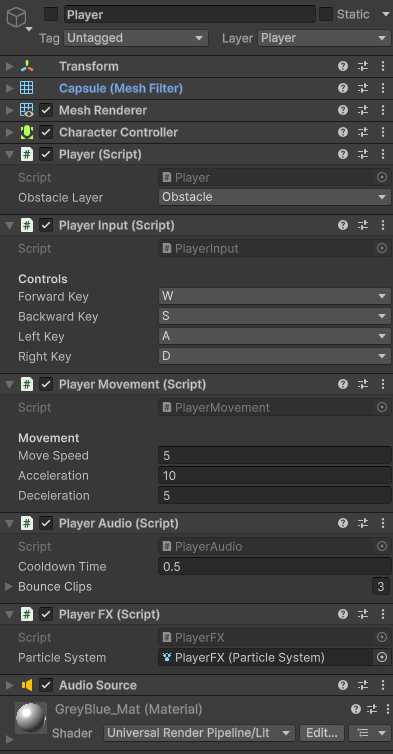 Player
Static
Tag Untagged Layer Player
Transform
Capsule (Mesh Filter)
Mesh Renderer
Character Controller
# Player (Script)
Script # Player
Obstacle Layer Obstacle
# Player Input (Script)
Script # PlayerInput
Controls
Forward Key W
Backward Key S
Left Key A
Right Key D
# Player Movement (Script)
Script # PlayerMovement
Movement
Move Speed 5
Acceleration 10
Deceleration 5
# Player Audio (Script)
Script # PlayerAudio
Cooldown Time 0.5
Bounce Clips 3
# Player FX (Script)
Script # PlayerFX
Particle System PlayerFX (Particle System)
Audio Source
GreyBlue_Mat (Material)
Shader Universal Render Pipeline/Lit Edit...